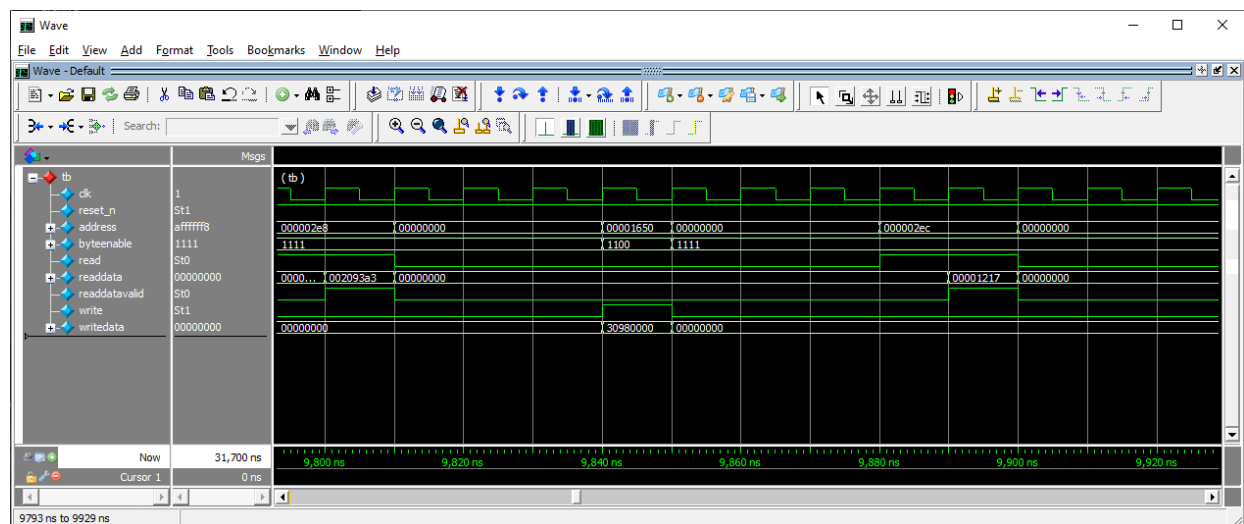 Wave
File Edit View Add Format Tools Bookmarks Window Help
Wave - Default
Search:
Msgs
tb
(tb)
clk 1
reset_n St1
address affffff8 000002e8 00000000 00001650 00000000 000002ec 00000000
byteenable 1111 1111 1100 1111
read St0
readdata 00000000 0000... 002093a3 00000000 00001217 00000000
readdatavalid St0
write St1
writedata 00000000 00000000 30980000 00000000
Now 31,700 ns 9,800 ns 9,820 ns 9,840 ns 9,860 ns 9,880 ns 9,900 ns 9,920 ns
Cursor 1 0 ns
9793 ns to 9929 ns